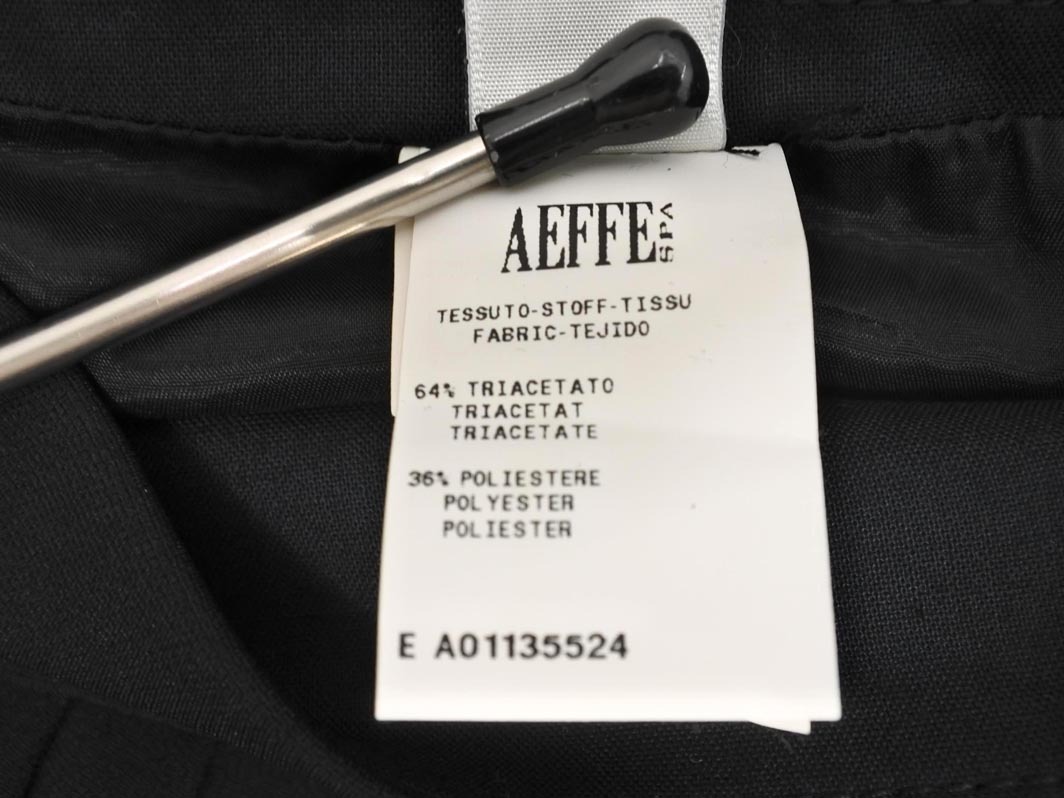 AEFFE SPA
TESSUTO-STOFF-TISSU
FABRIC-TEJIDO
64% TRIACETATO
TRIACETAT
TRIACETATE
36% POLIESTERE
POLYESTER
POLIESTER
E A01135524